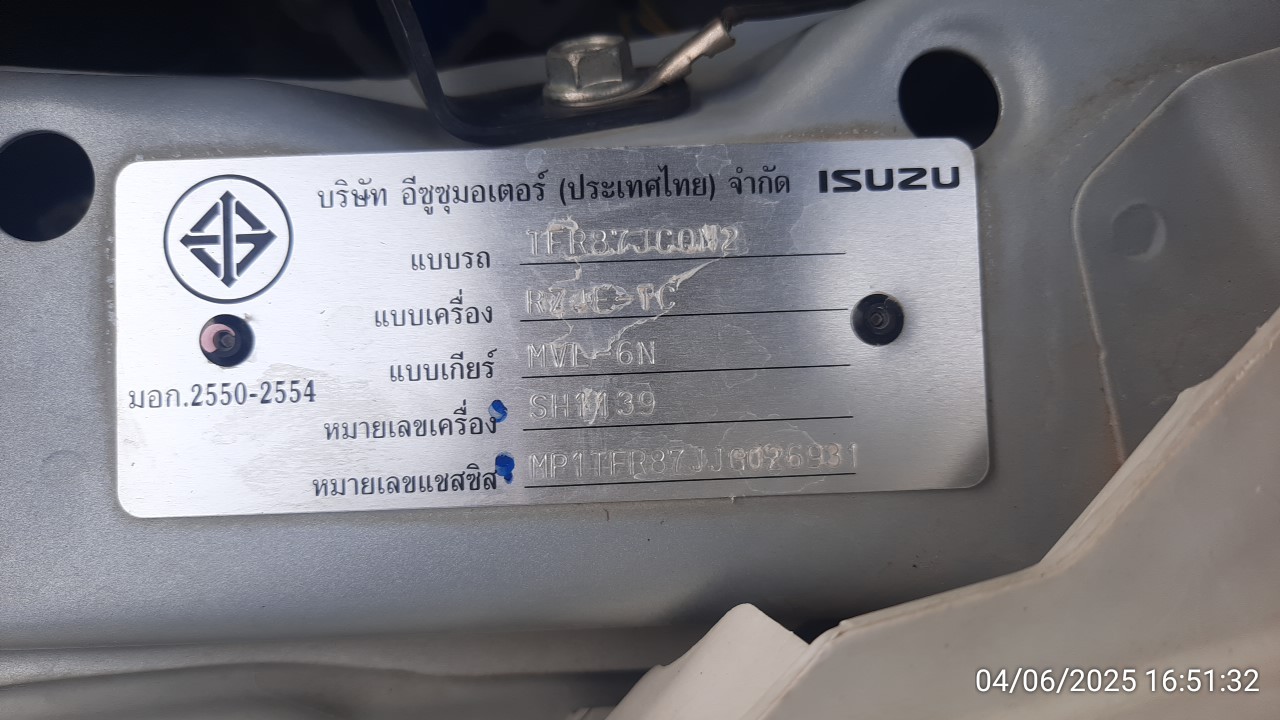 บริษัท อีซูซุมอเตอร์ (ประเทศไทย) จำกัด ISUZU
แบบรถ
แบบเครื่อง
แบบเกียร์ MVL-6N
มอก.2550-2554
หมายเลขเครื่อง SH1139
หมายเลขแชสซิส
04/06/2025 16:51:32